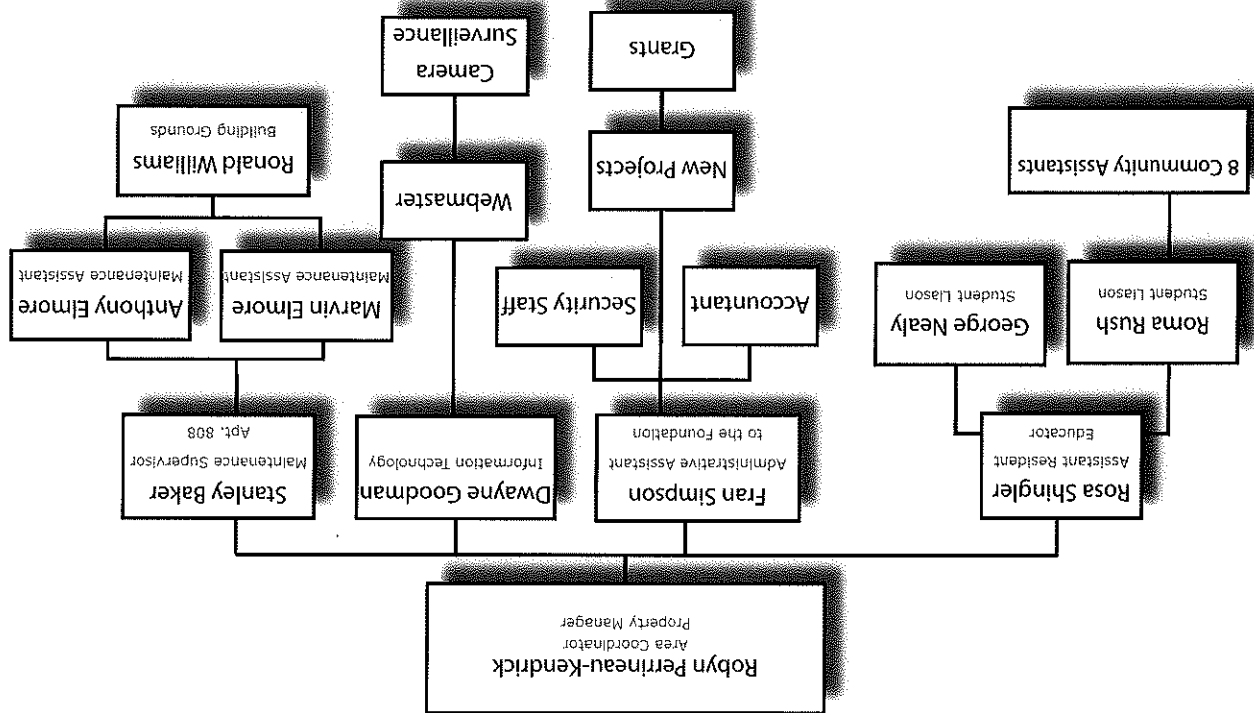 Robyn Perrineau-Kendrick
Area Coordinator
Property Manager
Rosa Shingler
Assistant Resident
Educator
Fran Simpson
Administrative Assistant
to the Foundation
Dwayne Goodman
Information Technology
Stanley Baker
Maintenance Supervisor
Apt. 808
Roma Rush
Student Liason
George Nealy
Student Liason
Accountant
Security Staff
Marvin Elmore
Maintenance Assistant
Anthony Elmore
Maintenance Assistant
8 Community Assistants
New Projects
Webmaster
Ronald Williams
Building Grounds
Grants
Camera
Surveillance